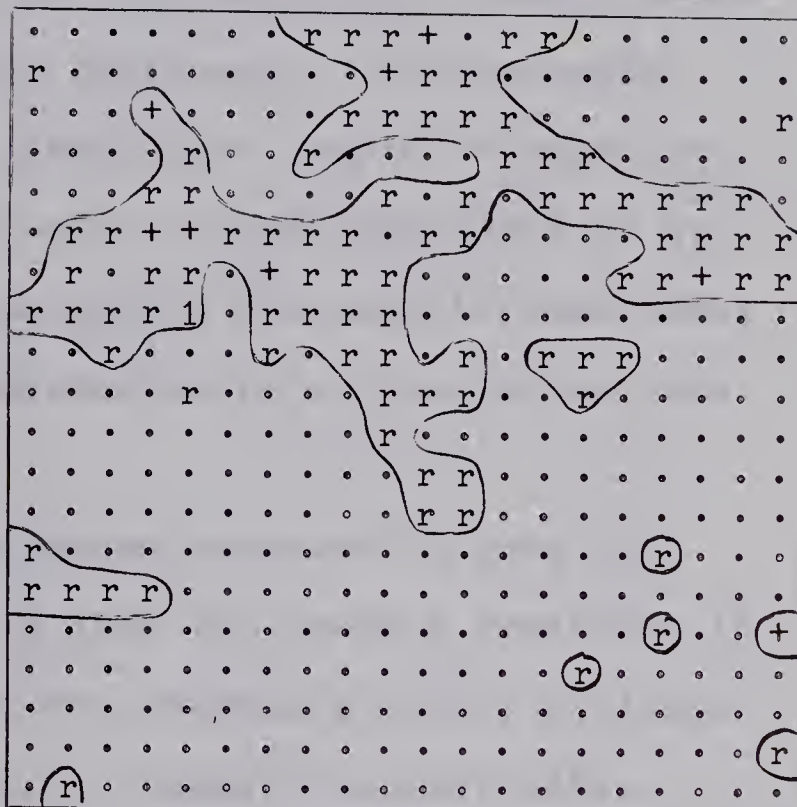 . . . . . . . r r r + . r r . . . . . .
r . . . . . . . . + r r . . . . . . . .
. . . + . . . . r r r r r . . . . . . r
. . . . r . . r . . . . r r r . . . . .
. . . r r . . . . r . r . r r r r r r .
. r r + + r r r r . r r . . . . r r r r
. r . r r . + r r r . . . . . r r + r r
r r r r 1 . r r r r . . . . . . . . . .
. . r . . . r . r r . r . r r r . . . .
. . . . r . . . . r r r . . r . . . . .
. . . . . . . . . r . . . . . . . . . .
. . . . . . . . . . r r . . . . . . . .
. . . . . . . . . . r r . . . . . . . .
r . . . . . . . . . . . . . . . r . . .
r r r r . . . . . . . . . . . . . . . .
. . . . . . . . . . . . . . . . r . . +
. . . . . . . . . . . . . . r . . . . .
. . . . . . . . . . . . . . . . . . . .
. . . . . . . . . . . . . . . . . . . r
. r . . . . . . . . . . . . . . . . . .